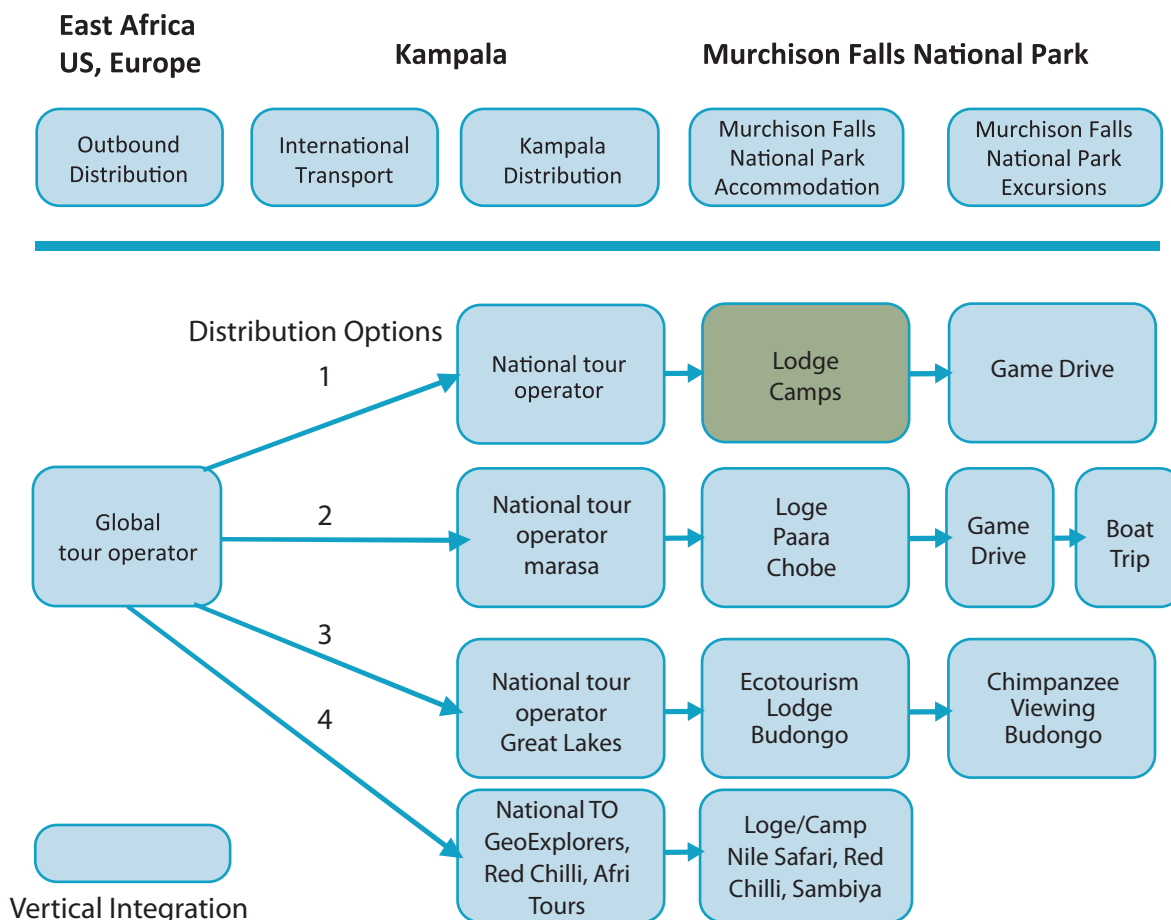 East Africa
US, Europe
Kampala
Murchison Falls National Park
Outbound
Distribution
International
Transport
Kampala
Distribution
Murchison Falls
National Park
Accommodation
Murchison Falls
National Park
Excursions
Distribution Options
1
National tour
operator
Lodge
Camps
Game Drive
Global
tour operator
2
National tour
operator
marasa
Loge
Paara
Chobe
Game
Drive
Boat
Trip
3
National tour
operator
Great Lakes
Ecotourism
Lodge
Budongo
Chimpanzee
Viewing
Budongo
4
National TO
GeoExplorers,
Red Chilli, Afri
Tours
Loge/Camp
Nile Safari, Red
Chilli, Sambiya
Vertical Integration